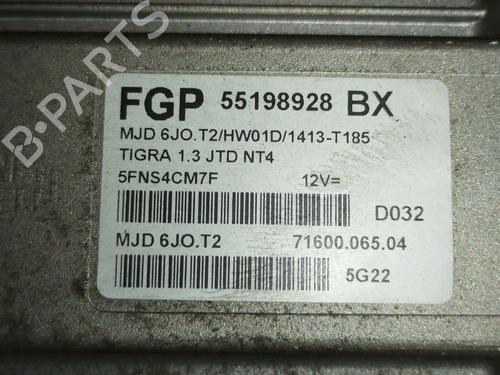 FGP 55198928 BX
MJD 6JO.T2/HW01D/1413-T185
TIGRA 1.3 JTD NT4
5FNS4CM7F 12V=
D032
MJD 6JO.T2 71600.065.04
5G22
B-PARTS